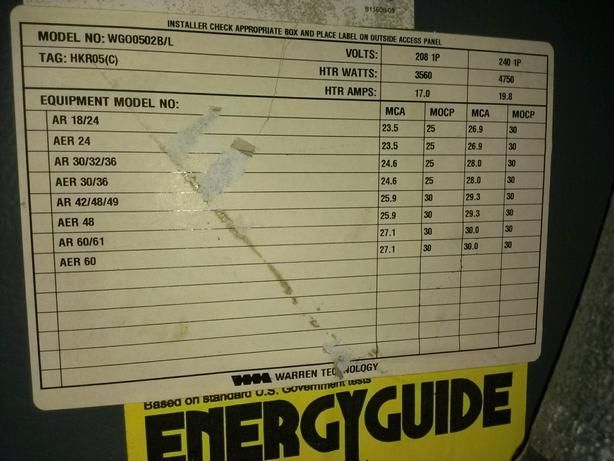 B1160809
INSTALLER CHECK APPROPRIATE BOX AND PLACE LABEL ON OUTSIDE ACCESS PANEL
MODEL NO: WGO0502B/L VOLTS: 208 1P 240 1P
TAG: HKR05(C) HTR WATTS: 3560 4750
HTR AMPS: 17.0 19.8
EQUIPMENT MODEL NO: MCA MOCP MCA MOCP
AR 18/24 23.5 25 26.9 30
AER 24 23.5 25 26.9 30
AR 30/32/36 24.6 25 28.0 30
AER 30/36 24.6 25 28.0 30
AR 42/48/49 25.9 30 29.3 30
AER 48 25.9 30 29.3 30
AR 60/61 27.1 30 30.0 30
AER 60 27.1 30 30.0 30
WARREN TECHNOLOGY
Based on standard U.S. Government tests
ENERGYGUIDE